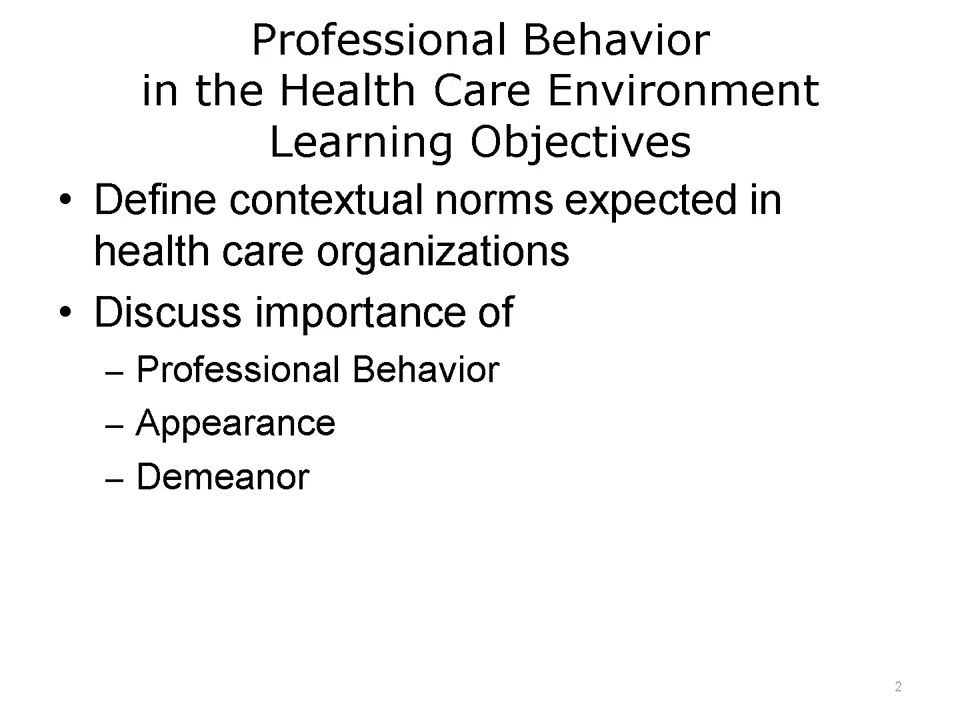 Professional Behavior
in the Health Care Environment
Learning Objectives
• Define contextual norms expected in
health care organizations
• Discuss importance of
– Professional Behavior
– Appearance
– Demeanor
2